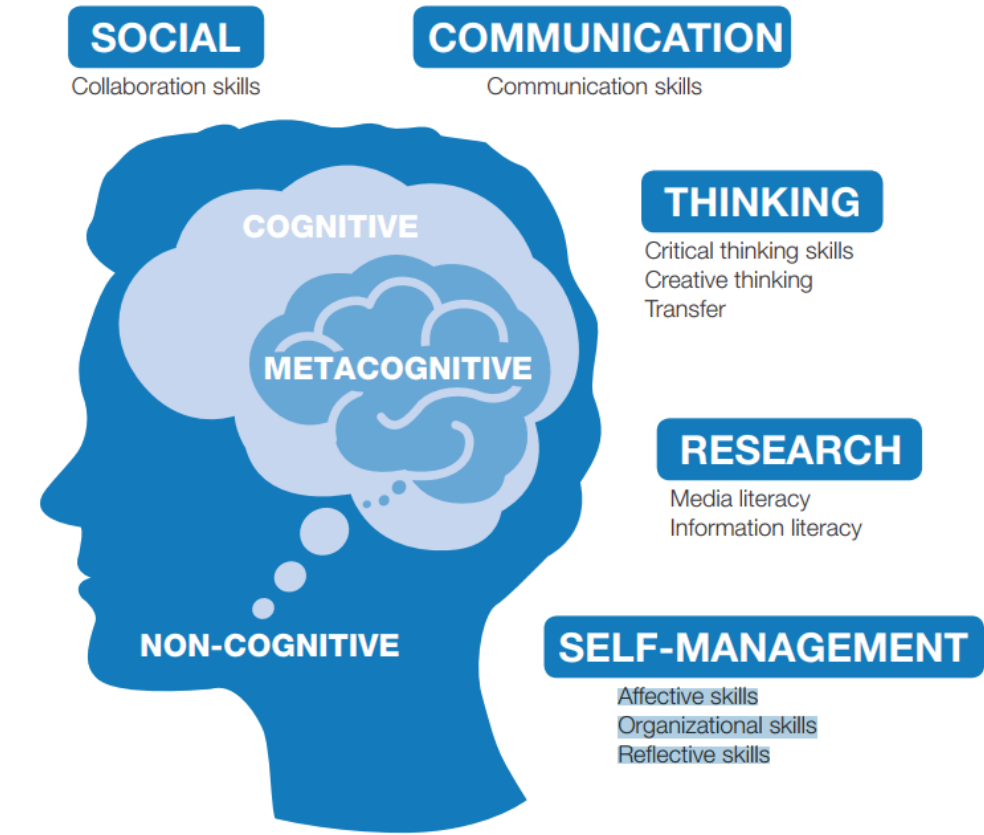 SOCIAL
Collaboration skills
COMMUNICATION
Communication skills
COGNITIVE
METACOGNITIVE
NON-COGNITIVE
THINKING
Critical thinking skills
Creative thinking
Transfer
RESEARCH
Media literacy
Information literacy
SELF-MANAGEMENT
Affective skills
Organizational skills
Reflective skills